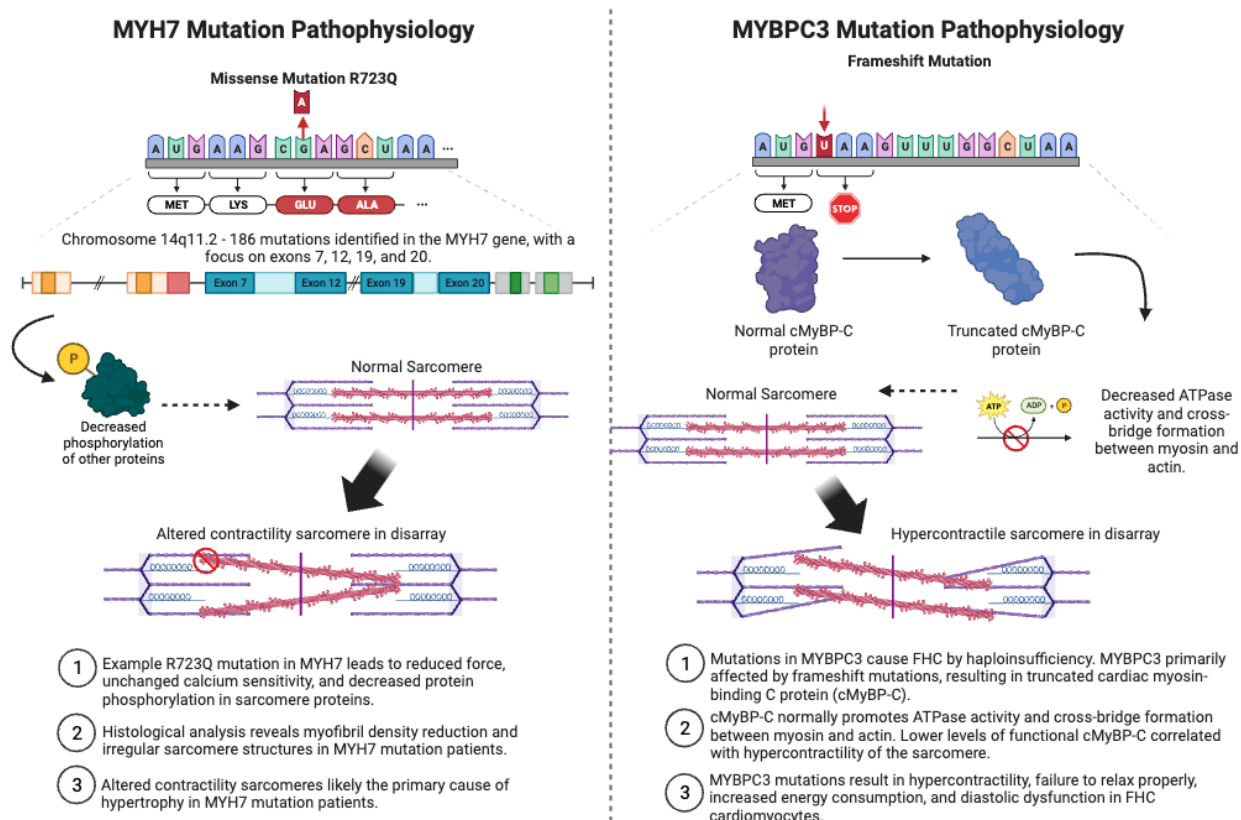 MYH7 Mutation Pathophysiology
Missense Mutation R723Q
A
A U G A A G C G A G C U A A ...
MET LYS GLU ALA ...
Chromosome 14q11.2 - 186 mutations identified in the MYH7 gene, with a
focus on exons 7, 12, 19, and 20.
Exon 7 Exon 12 Exon 19 Exon 20
P
Decreased
phosphorylation
of other proteins
Normal Sarcomere
Altered contractility sarcomere in disarray
1 Example R723Q mutation in MYH7 leads to reduced force,
unchanged calcium sensitivity, and decreased protein
phosphorylation in sarcomere proteins.
2 Histological analysis reveals myofibril density reduction and
irregular sarcomere structures in MYH7 mutation patients.
3 Altered contractility sarcomeres likely the primary cause of
hypertrophy in MYH7 mutation patients.
MYBPC3 Mutation Pathophysiology
Frameshift Mutation
A U G U A A G U U U G G C U A A
MET STOP
Normal cMyBP-C
protein
Truncated cMyBP-C
protein
Normal Sarcomere
ATP ADP + P
Decreased ATPase
activity and cross-
bridge formation
between myosin and
actin.
Hypercontractile sarcomere in disarray
1 Mutations in MYBPC3 cause FHC by haploinsufficiency. MYBPC3 primarily
affected by frameshift mutations, resulting in truncated cardiac myosin-
binding C protein (cMyBP-C).
2 cMyBP-C normally promotes ATPase activity and cross-bridge formation
between myosin and actin. Lower levels of functional cMyBP-C correlated
with hypercontractility of the sarcomere.
3 MYBPC3 mutations result in hypercontractility, failure to relax properly,
increased energy consumption, and diastolic dysfunction in FHC
cardiomyocytes.